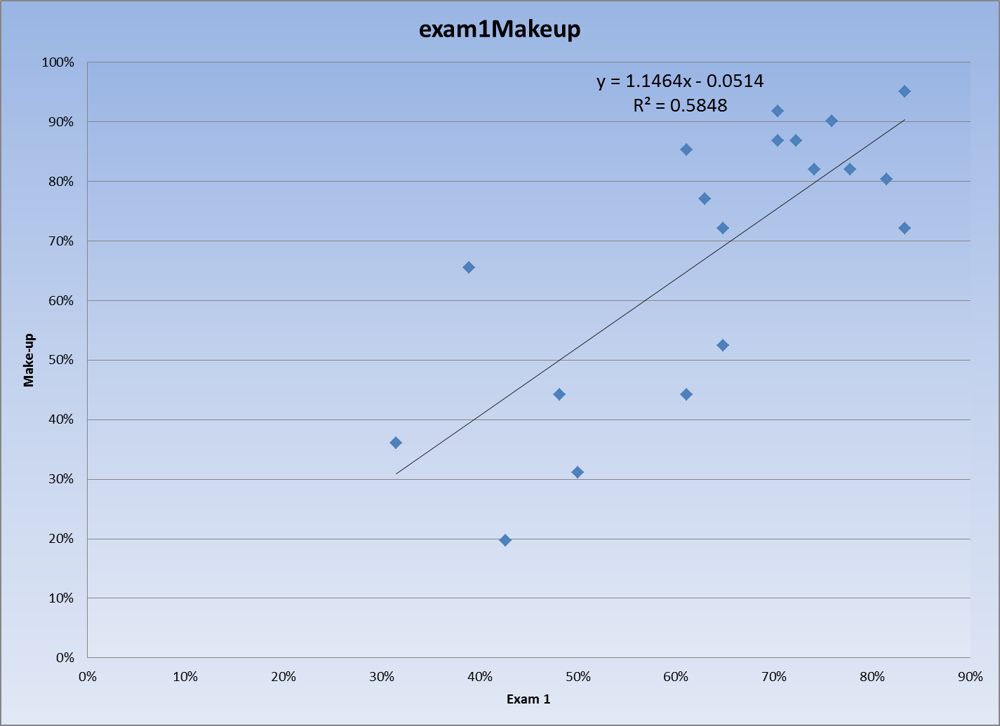 exam1Makeup
y = 1.1464x - 0.0514
R² = 0.5848
100%
90%
80%
70%
60%
50%
40%
30%
20%
10%
0%
Make-up
0% 10% 20% 30% 40% 50% 60% 70% 80% 90%
Exam 1